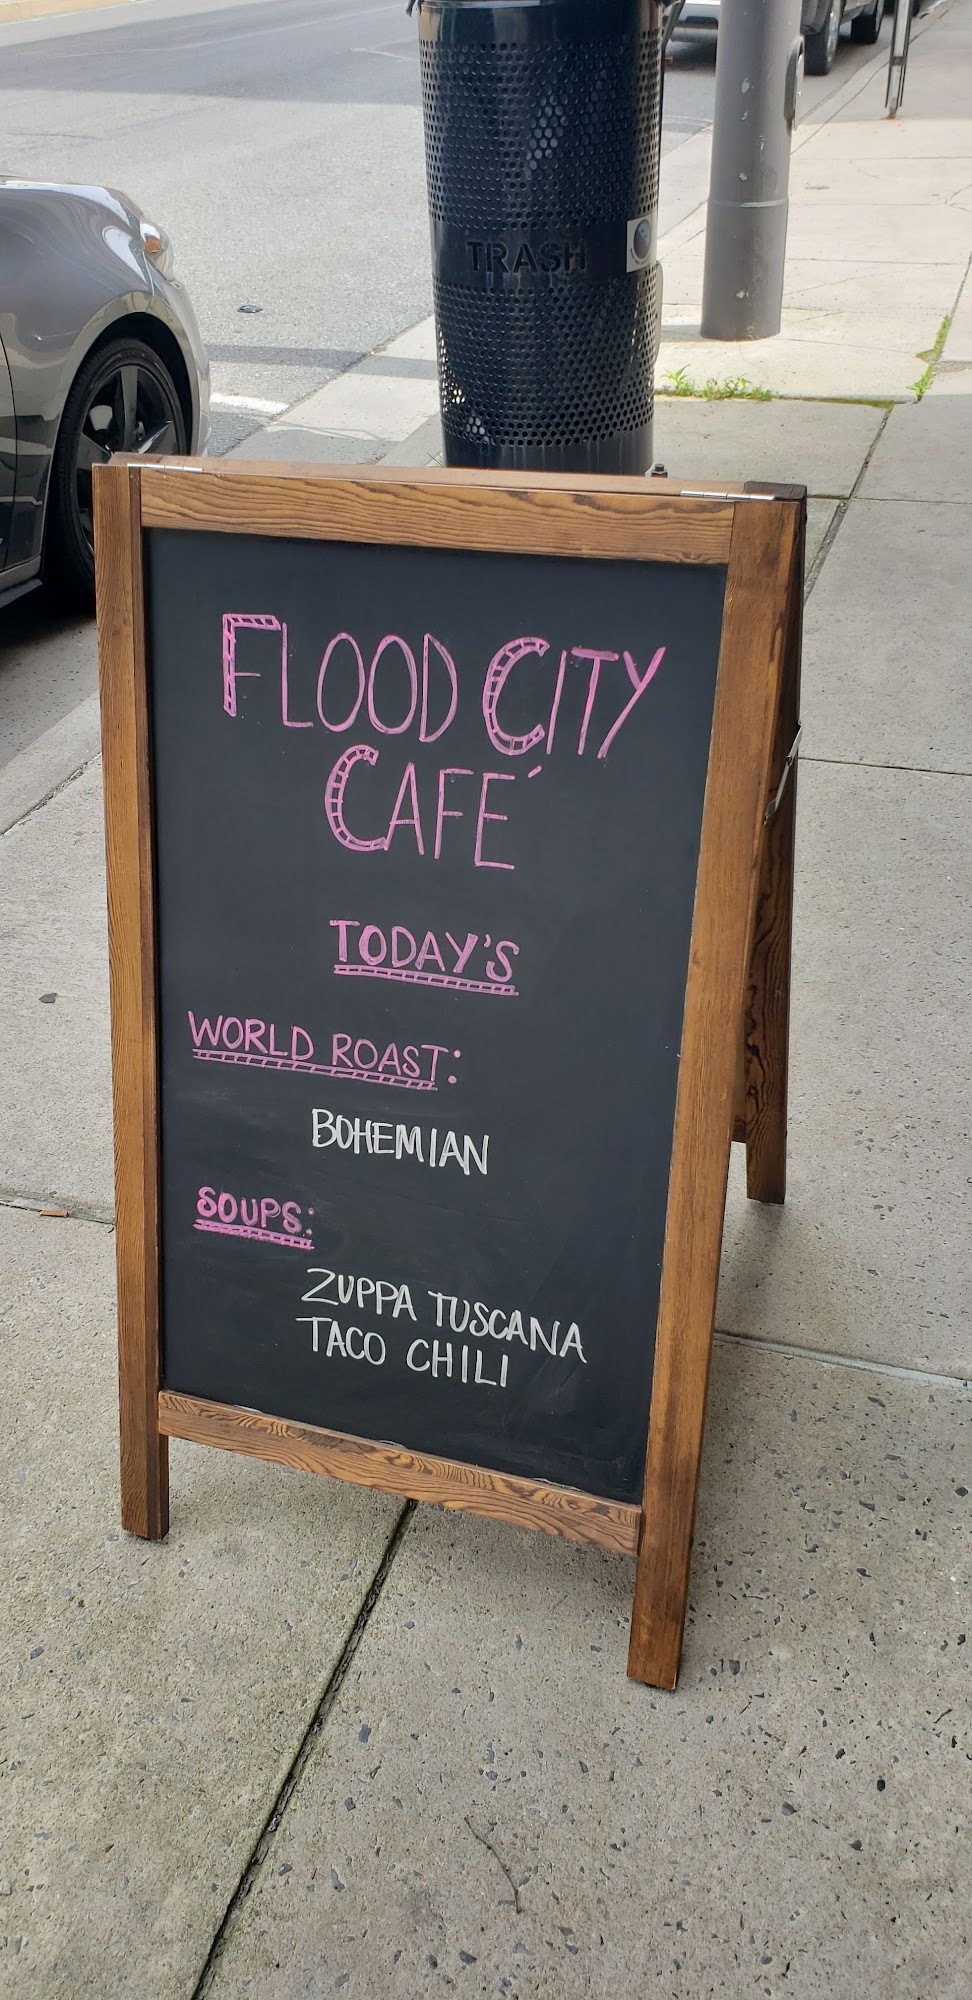 TRASH
FLOOD CITY
CAFÉ
TODAY'S
WORLD ROAST:
BOHEMIAN
SOUPS:
ZUPPA TUSCANA
TACO CHILI